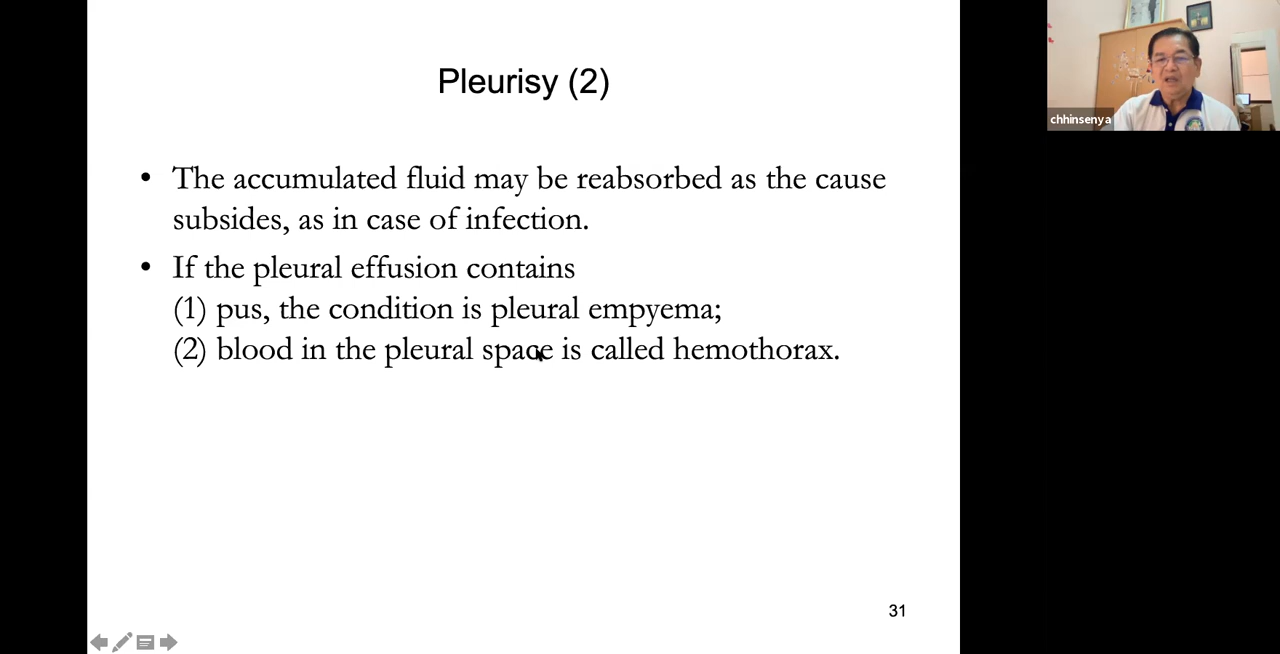 Pleurisy (2)
• The accumulated fluid may be reabsorbed as the cause
subsides, as in case of infection.
• If the pleural effusion contains
(1) pus, the condition is pleural empyema;
(2) blood in the pleural space is called hemothorax.
31
chhinsenya